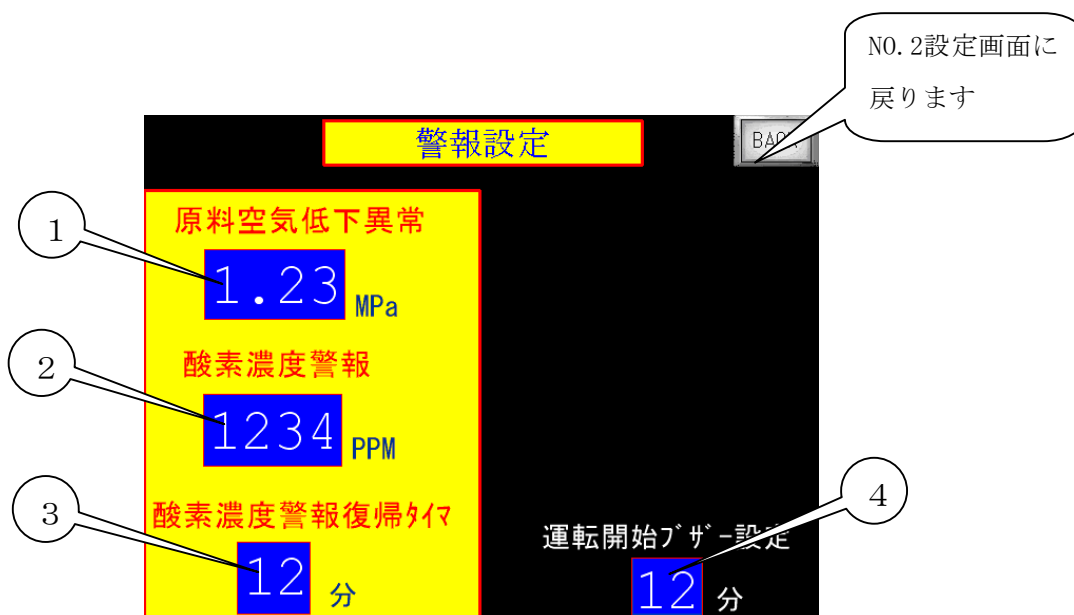 NO.2設定画面に
戻ります
警報設定
BACK
原料空気低下異常
1
1.23 MPa
酸素濃度警報
2
1234 PPM
酸素濃度警報復帰ﾀｲﾏ
3
12 分
運転開始ﾌﾞｻﾞｰ設定
4
12 分